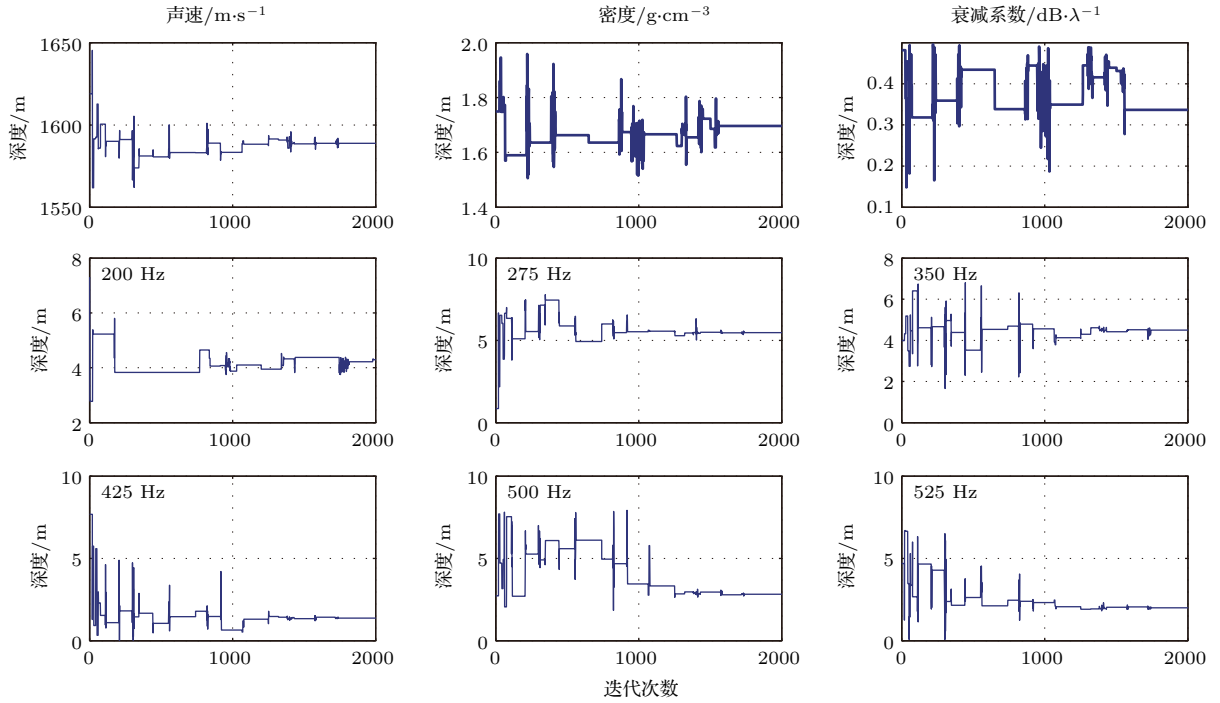 声速/m·s⁻¹ 密度/g·cm⁻³ 衰减系数/dB·λ⁻¹
深度/m 1650 1600 1550 0 1000 2000
深度/m 2.0 1.8 1.6 1.4 0 1000 2000
深度/m 0.4 0.3 0.2 0.1 0 1000 2000
200 Hz 深度/m 8 6 4 2 0 1000 2000
275 Hz 深度/m 10 5 0 0 1000 2000
350 Hz 深度/m 8 6 4 2 0 0 1000 2000
425 Hz 深度/m 10 5 0 0 1000 2000
500 Hz 深度/m 10 5 0 0 1000 2000
525 Hz 深度/m 10 5 0 0 1000 2000
迭代次数